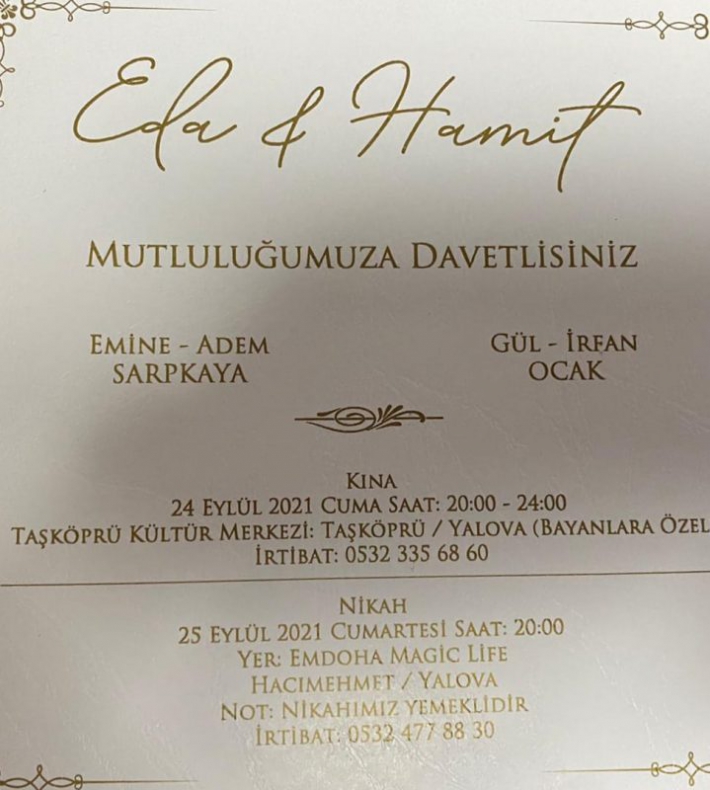 Eda & Hamit
MUTLULUĞUMUZA DAVETLİSİNİZ
EMİNE - ADEM
SARPKAYA
GÜL - İRFAN
OCAK
KINA
24 EYLÜL 2021 CUMA SAAT: 20:00 - 24:00
TAŞKÖPRÜ KÜLTÜR MERKEZİ: TAŞKÖPRÜ / YALOVA (BAYANLARA ÖZEL
İRTİBAT: 0532 335 68 60
NİKAH
25 EYLÜL 2021 CUMARTESİ SAAT: 20:00
YER: EMDOHA MAGIC LIFE
HACIMEHMET / YALOVA
NOT: NİKAHIMIZ YEMEKLİDİR
İRTİBAT: 0532 477 88 30